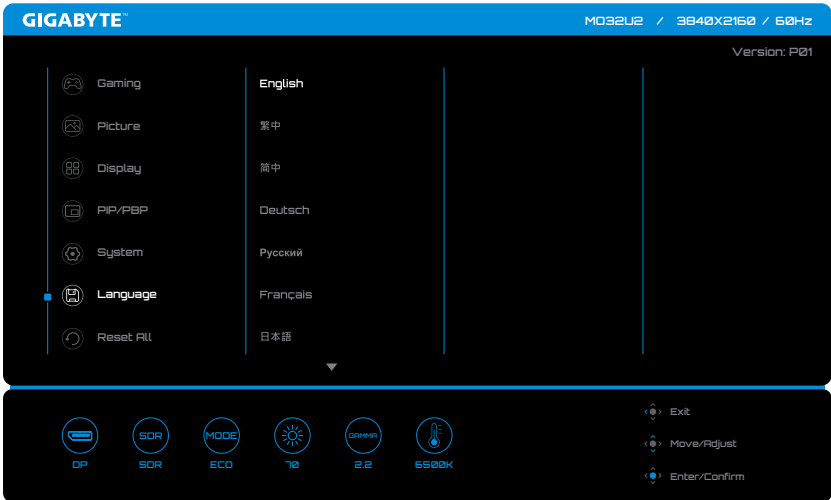 GIGABYTE™
MO32U2 / 3840X2160 / 60Hz
Version: P01
Gaming
Picture
Display
PIP/PBP
System
Language
Reset All
English
繁中
简中
Deutsch
Русский
Français
日本語
DP
SDR
SDR
MODE
ECO
70
GAMMA
2.2
6500K
Exit
Move/Adjust
Enter/Confirm